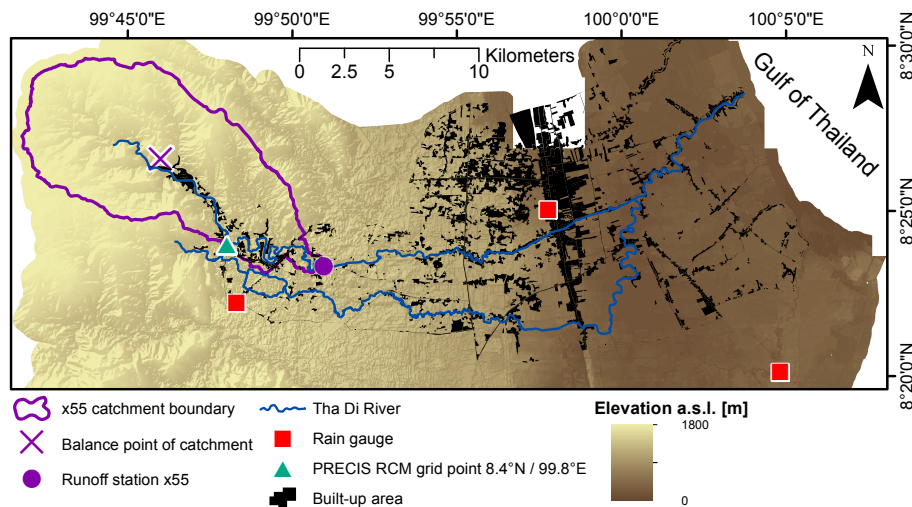 99°45'0"E 99°50'0"E 99°55'0"E 100°0'0"E 100°5'0"E
8°30'0"N
8°25'0"N
8°20'0"N
Kilometers
0 2.5 5 10
N
Gulf of Thailand
x55 catchment boundary
Balance point of catchment
Runoff station x55
Tha Di River
Rain gauge
PRECIS RCM grid point 8.4°N / 99.8°E
Built-up area
Elevation a.s.l. [m]
1800
0